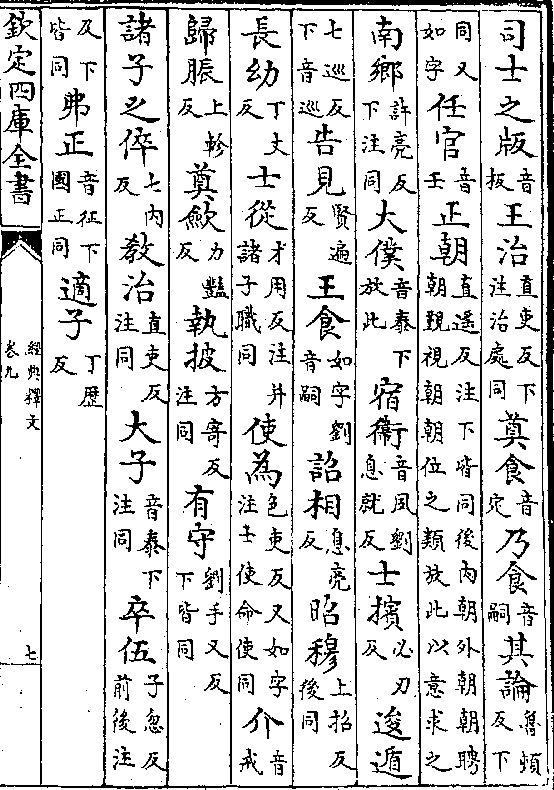 司士之版音板王治直吏反下注治處同奠食音定乃食音嗣其論魯頓反下
同又如字任官音壬正朝直遙反注下皆同後内朝外朝朝聘朝覲視朝朝位之類放此以意求之
南鄉許亮反下注同大僕音泰下放此宿衛音夙劉息就反士擯必刃反逡遁
七巡反下音巡告見賢遍反王食如字劉音嗣詔相息亮反昭穆上招反後同
長幼丁丈反士從才用反注并諸子職同使為色吏反又如字注士使命使同介音戒
歸脤上軫反奠斂力豔反執披方寄反注同有守劉手又反下皆同
諸子之倅七内反教治直吏反注同大子音泰下注同卒伍子忽反前後注
及下皆同弗正音征下國正同適子丁歷反
欽定四庫全書
經典釋文
卷九
七